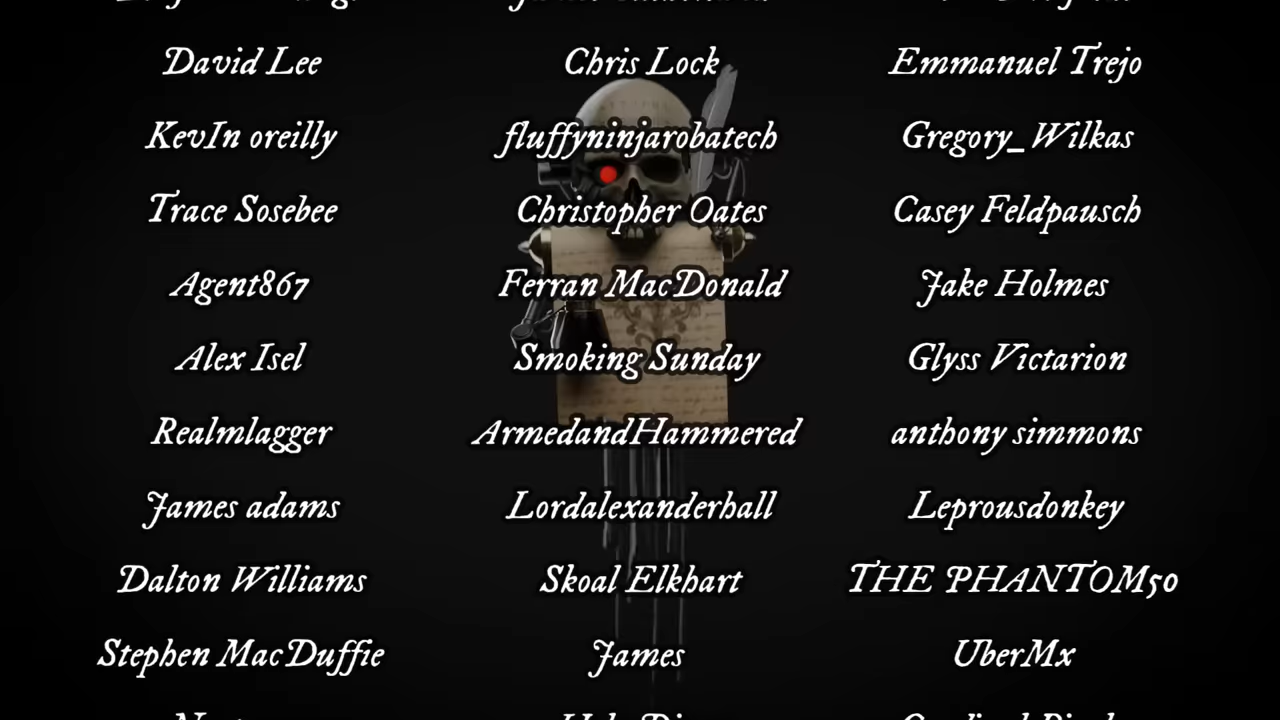 David Lee
Chris Lock
Emmanuel Trejo
KevIn oreilly
fluffyninjarobatech
Gregory_Wilkas
Trace Sosebee
Christopher Oates
Casey Feldpausch
Agent867
Ferran MacDonald
Jake Holmes
Alex Isel
Smoking Sunday
Glyss Victarion
Realmlagger
ArmedandHammered
anthony simmons
James adams
Lordalexanderhall
Leprousdonkey
Dalton Williams
Skoal Elkhart
THE PHANTOM50
Stephen MacDuffie
James
UberMx